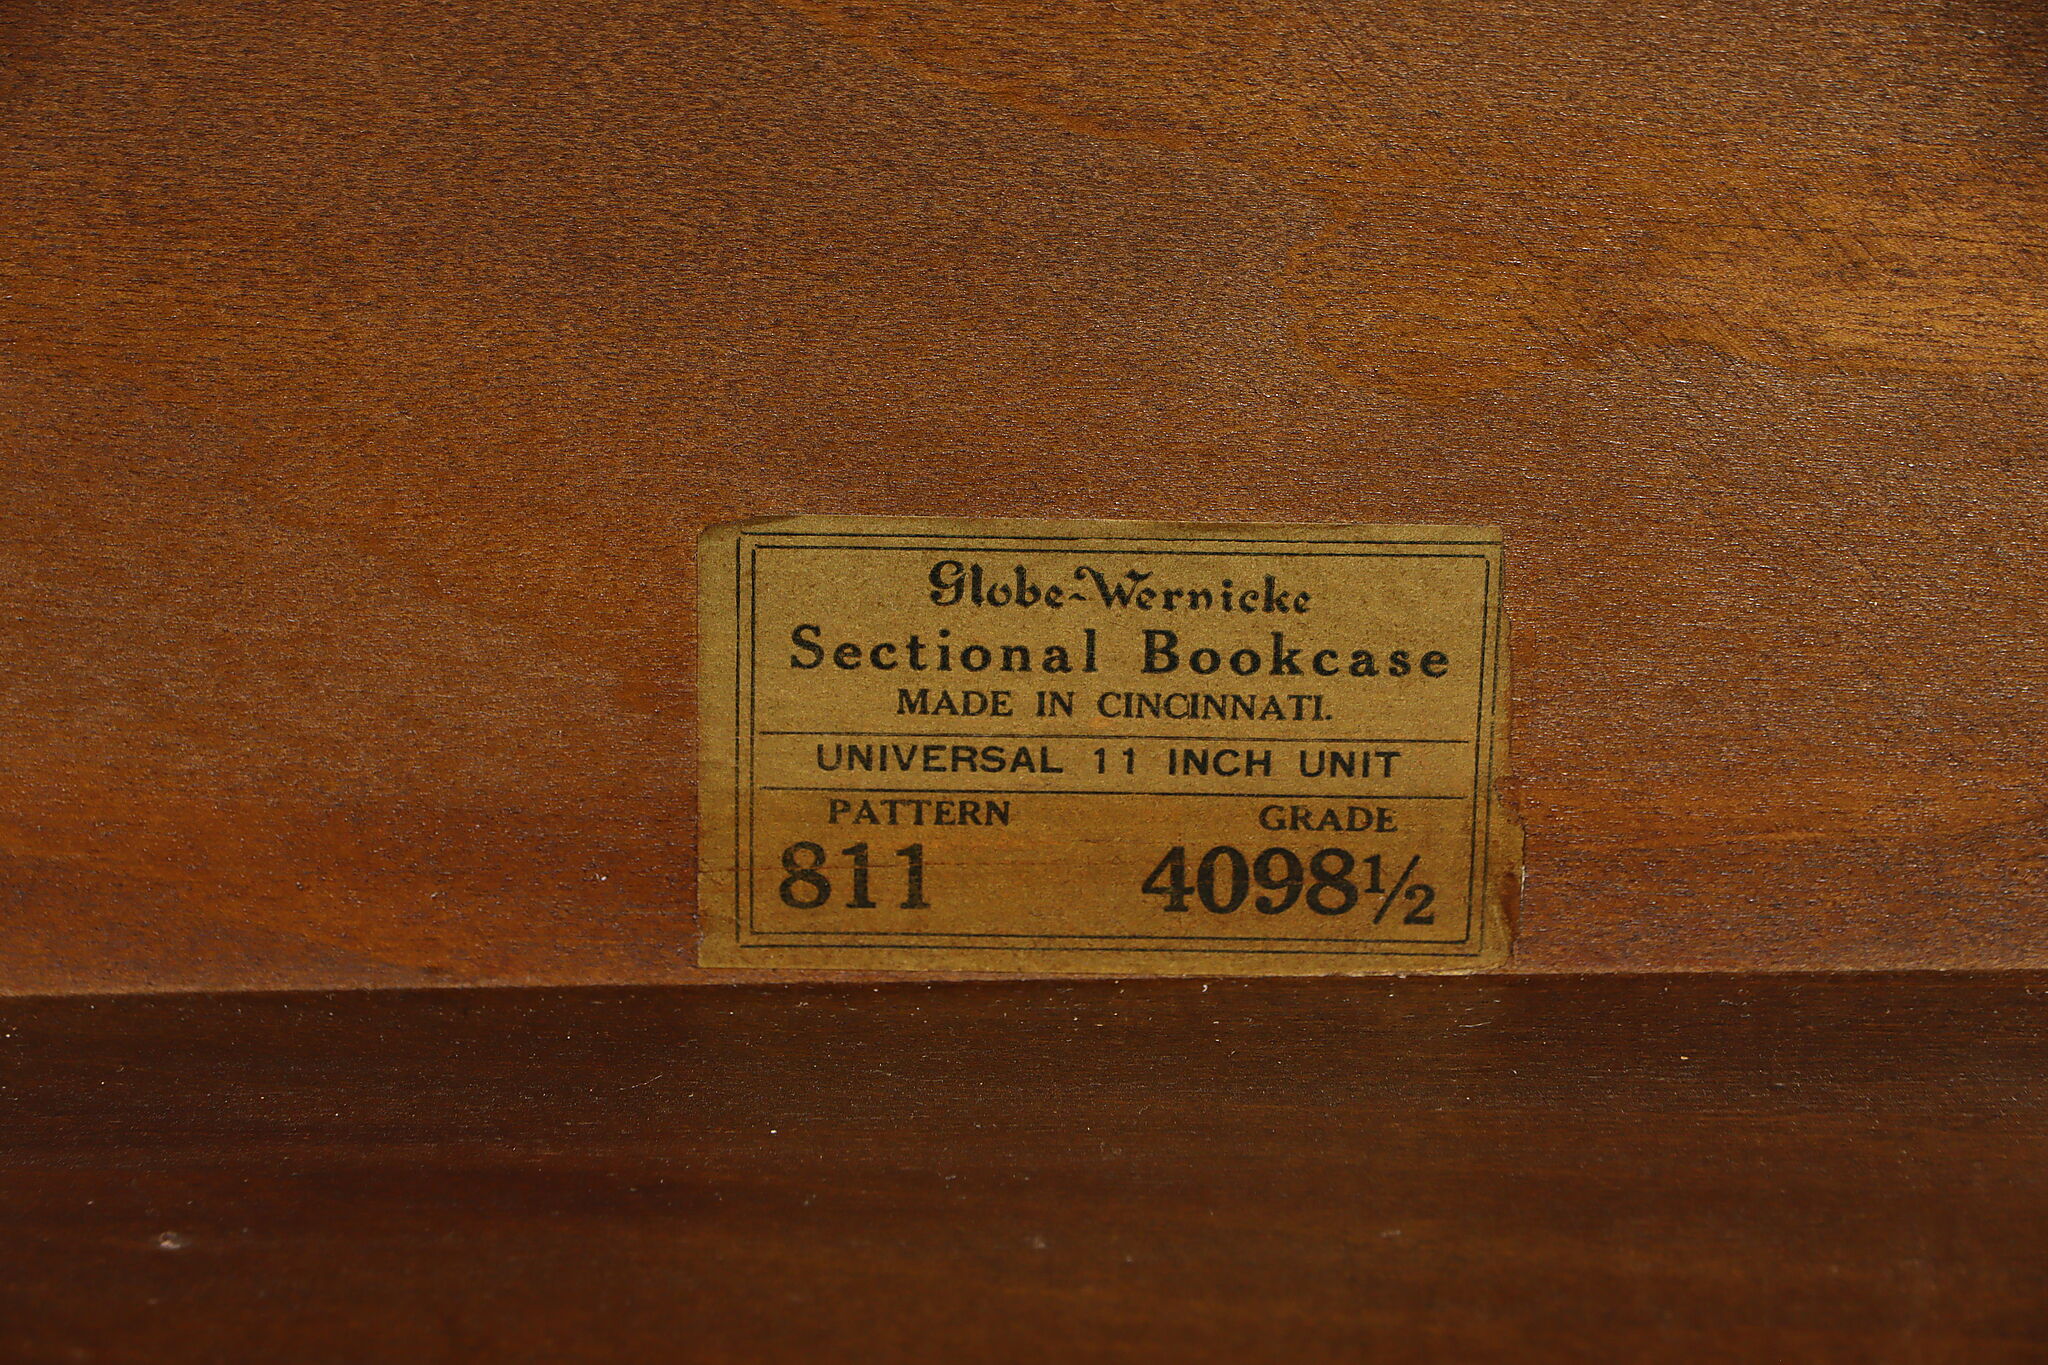 Globe-Wernicke
Sectional Bookcase
MADE IN CINCINNATI.
UNIVERSAL 11 INCH UNIT
PATTERN GRADE
811 4098½